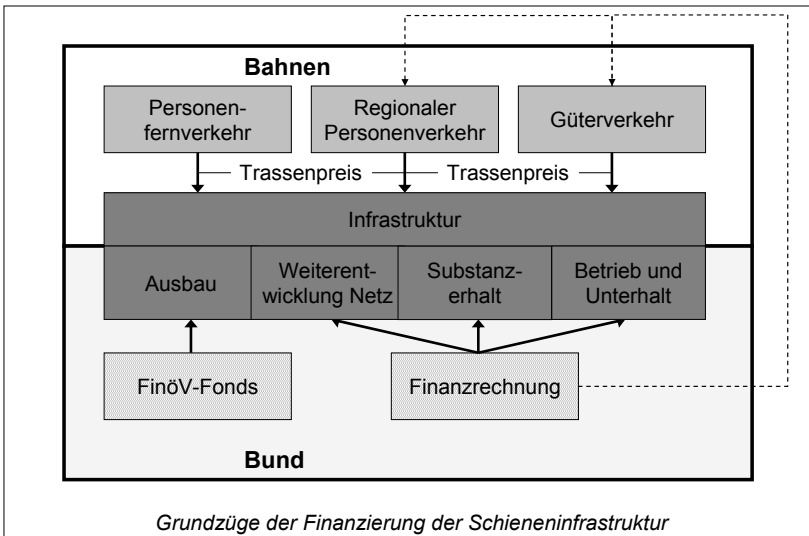 Bahnen
Personen-
fernverkehr
Regionaler
Personenverkehr
Güterverkehr
Trassenpreis
Trassenpreis
Infrastruktur
Ausbau
Weiterent-
wicklung Netz
Substanz-
erhalt
Betrieb und
Unterhalt
FinöV-Fonds
Finanzrechnung
Bund
Grundzüge der Finanzierung der Schieneninfrastruktur